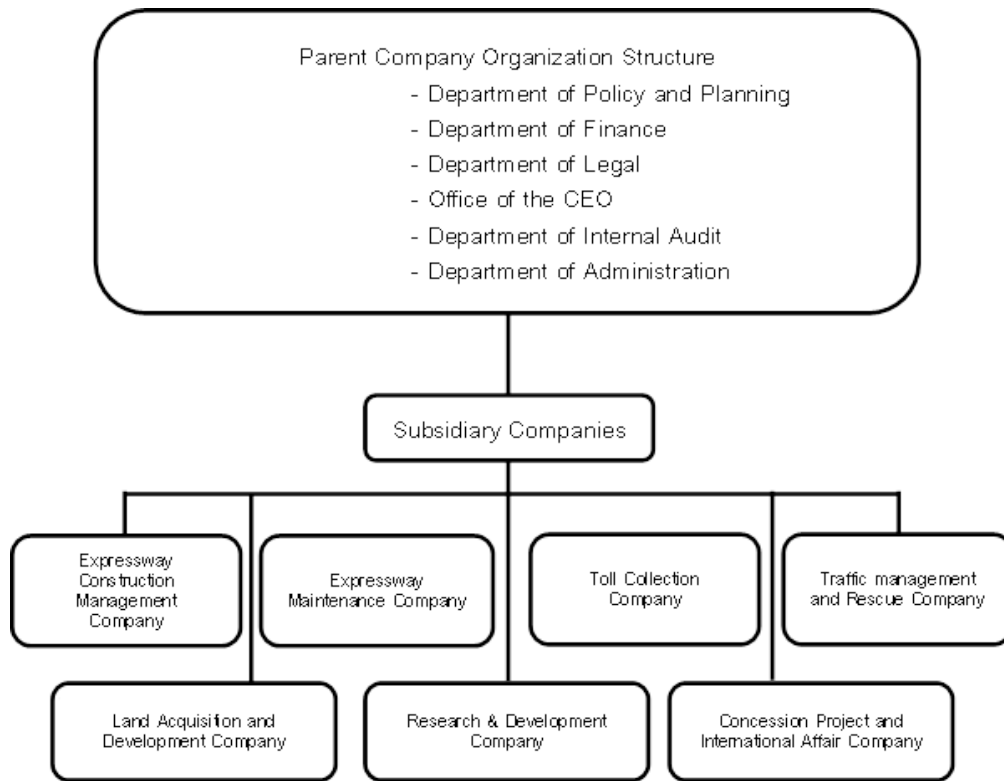 Parent Company Organization Structure
- Department of Policy and Planning
- Department of Finance
- Department of Legal
- Office of the CEO
- Department of Internal Audit
- Department of Administration
Subsidiary Companies
Expressway
Construction
Management
Company
Expressway
Maintenance Company
Toll Collection
Company
Traffic management
and Rescue Company
Land Acquisition and
Development Company
Research & Development
Company
Concession Project and
International Affair Company